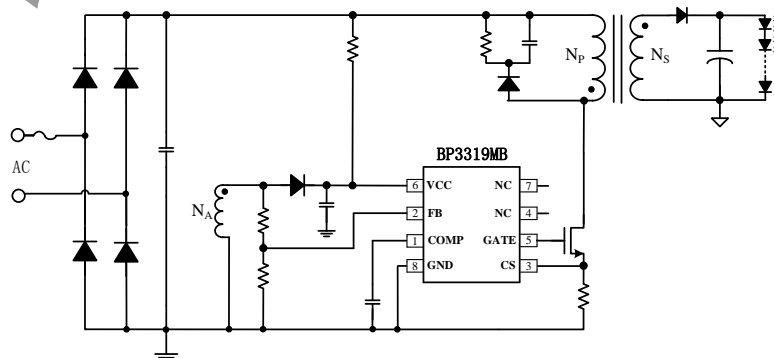 N_P
N_S
AC
BP3319MB
6 VCC NC 7
N_A
2 FB NC 4
1 COMP GATE 5
8 GND CS 3